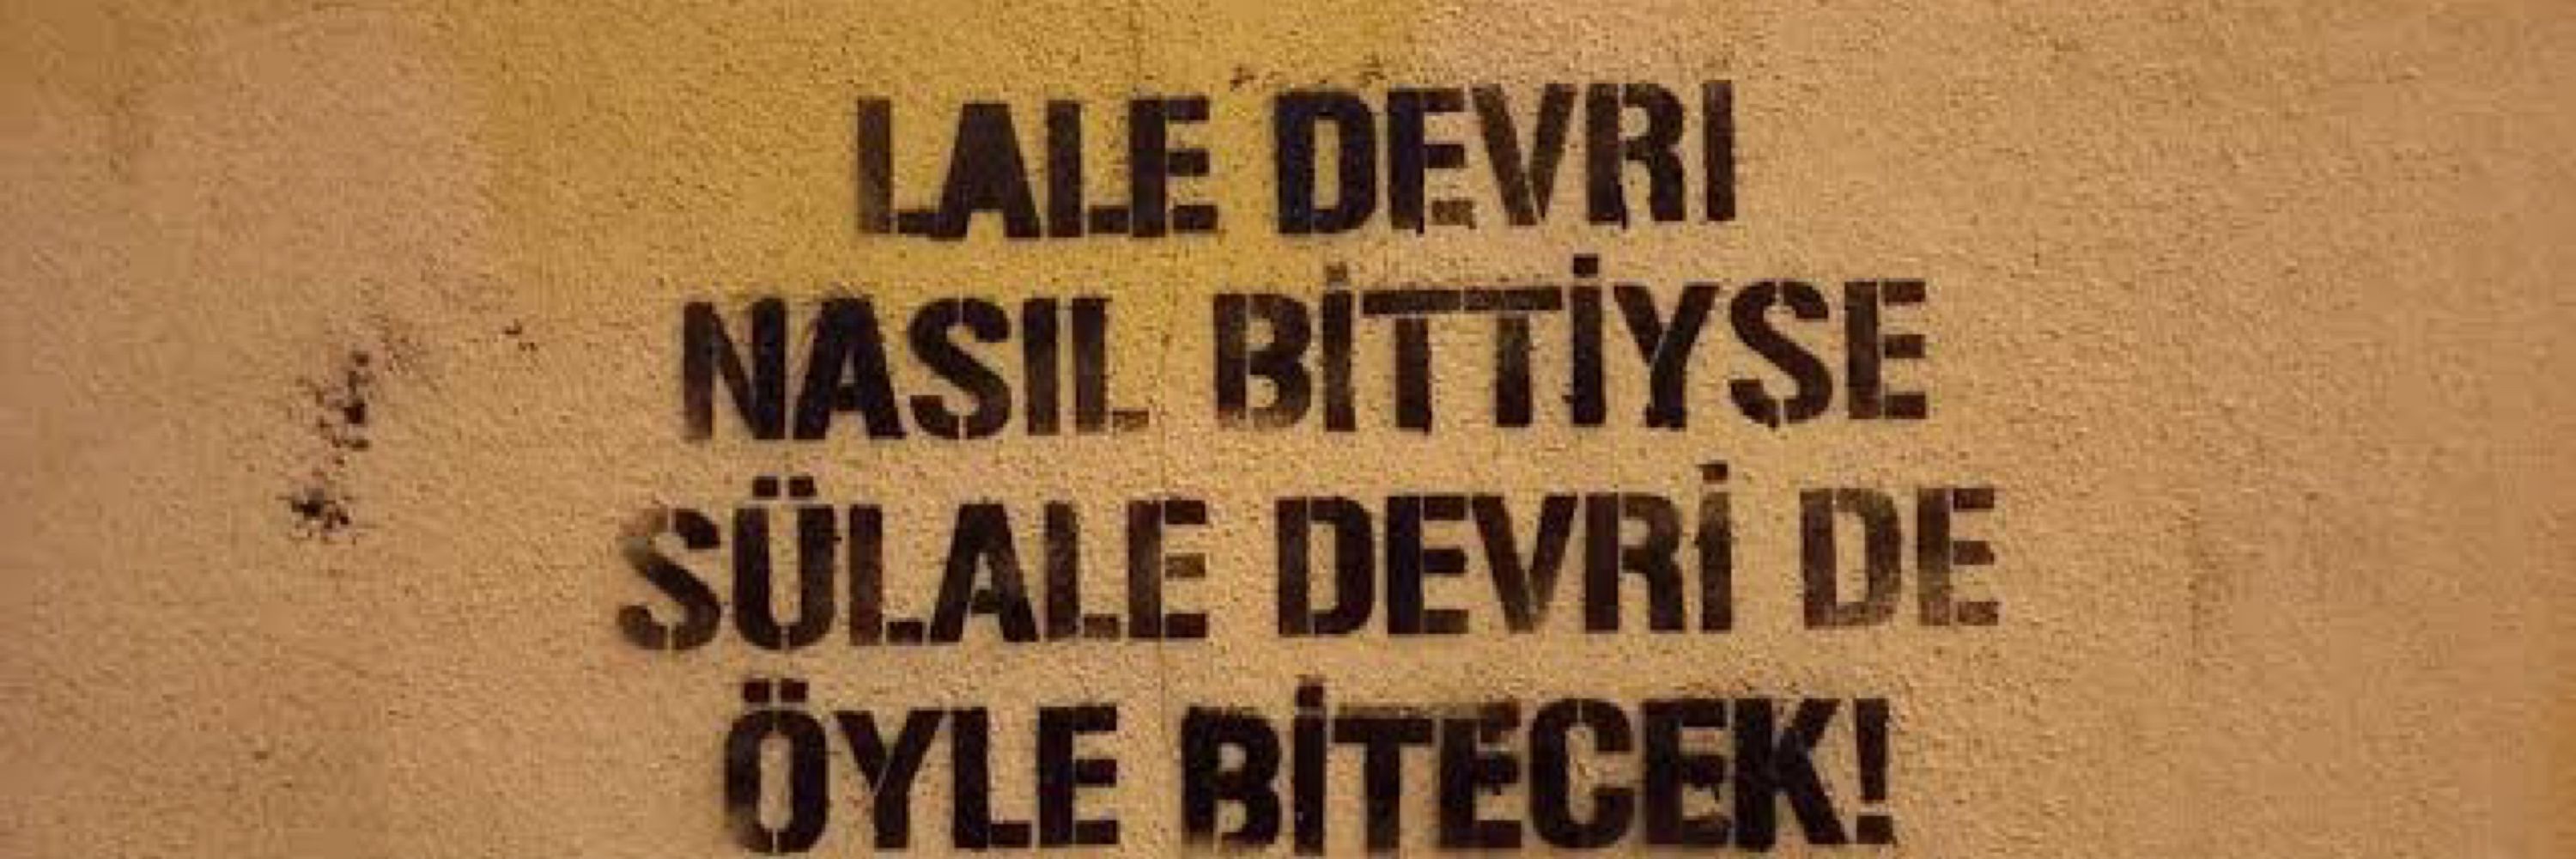 LALE DEVRI
NASIL BİTTİYSE
SÜLALE DEVRİ DE
ÖYLE BİTECEK!